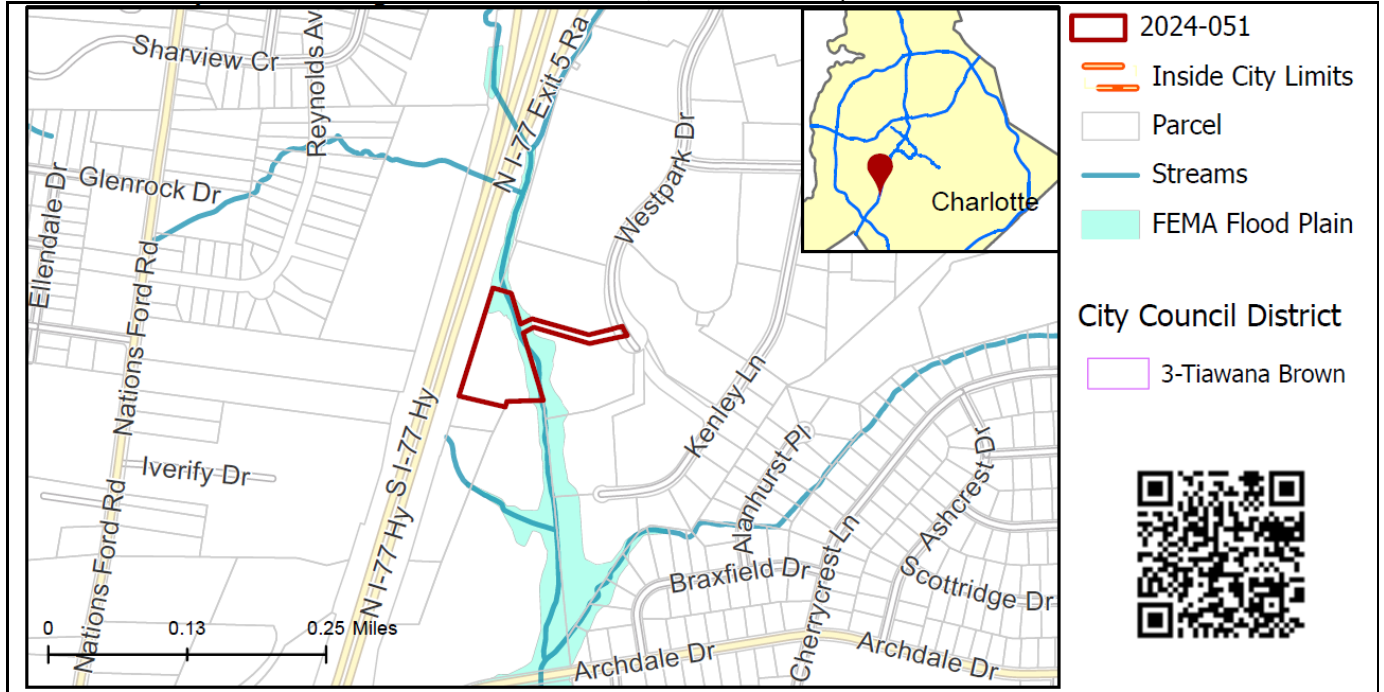 Sharview Cr
Reynolds Av
N I-77 Exit 5 Ra
Westpark Dr
Glenrock Dr
Ellendale Dr
Nations Ford Rd
Charlotte
Kenley Ln
Alanhurst Pl
Iverify Dr
N I-77 Hy S I-77 Hy
Nations Ford Rd
Ashcrest Dr
Cherrycrest Ln
Braxfield Dr
Scottridge Dr
Archdale Dr
Archdale Dr
0 0.13 0.25 Miles
2024-051
Inside City Limits
Parcel
Streams
FEMA Flood Plain
City Council District
3-Tiawana Brown